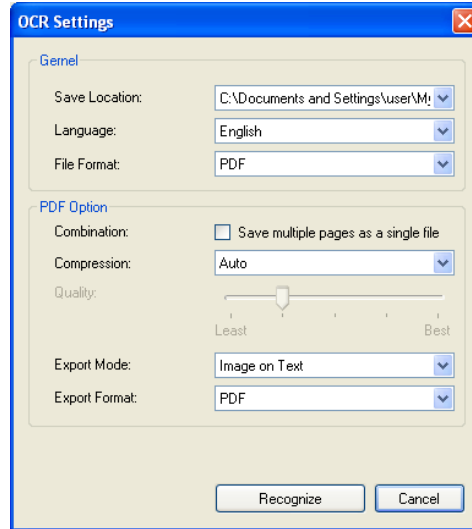 OCR Settings
Gernel
Save Location: C:\Documents and Settings\user\My
Language: English
File Format: PDF
PDF Option
Combination: Save multiple pages as a single file
Compression: Auto
Quality:
Least Best
Export Mode: Image on Text
Export Format: PDF
Recognize Cancel